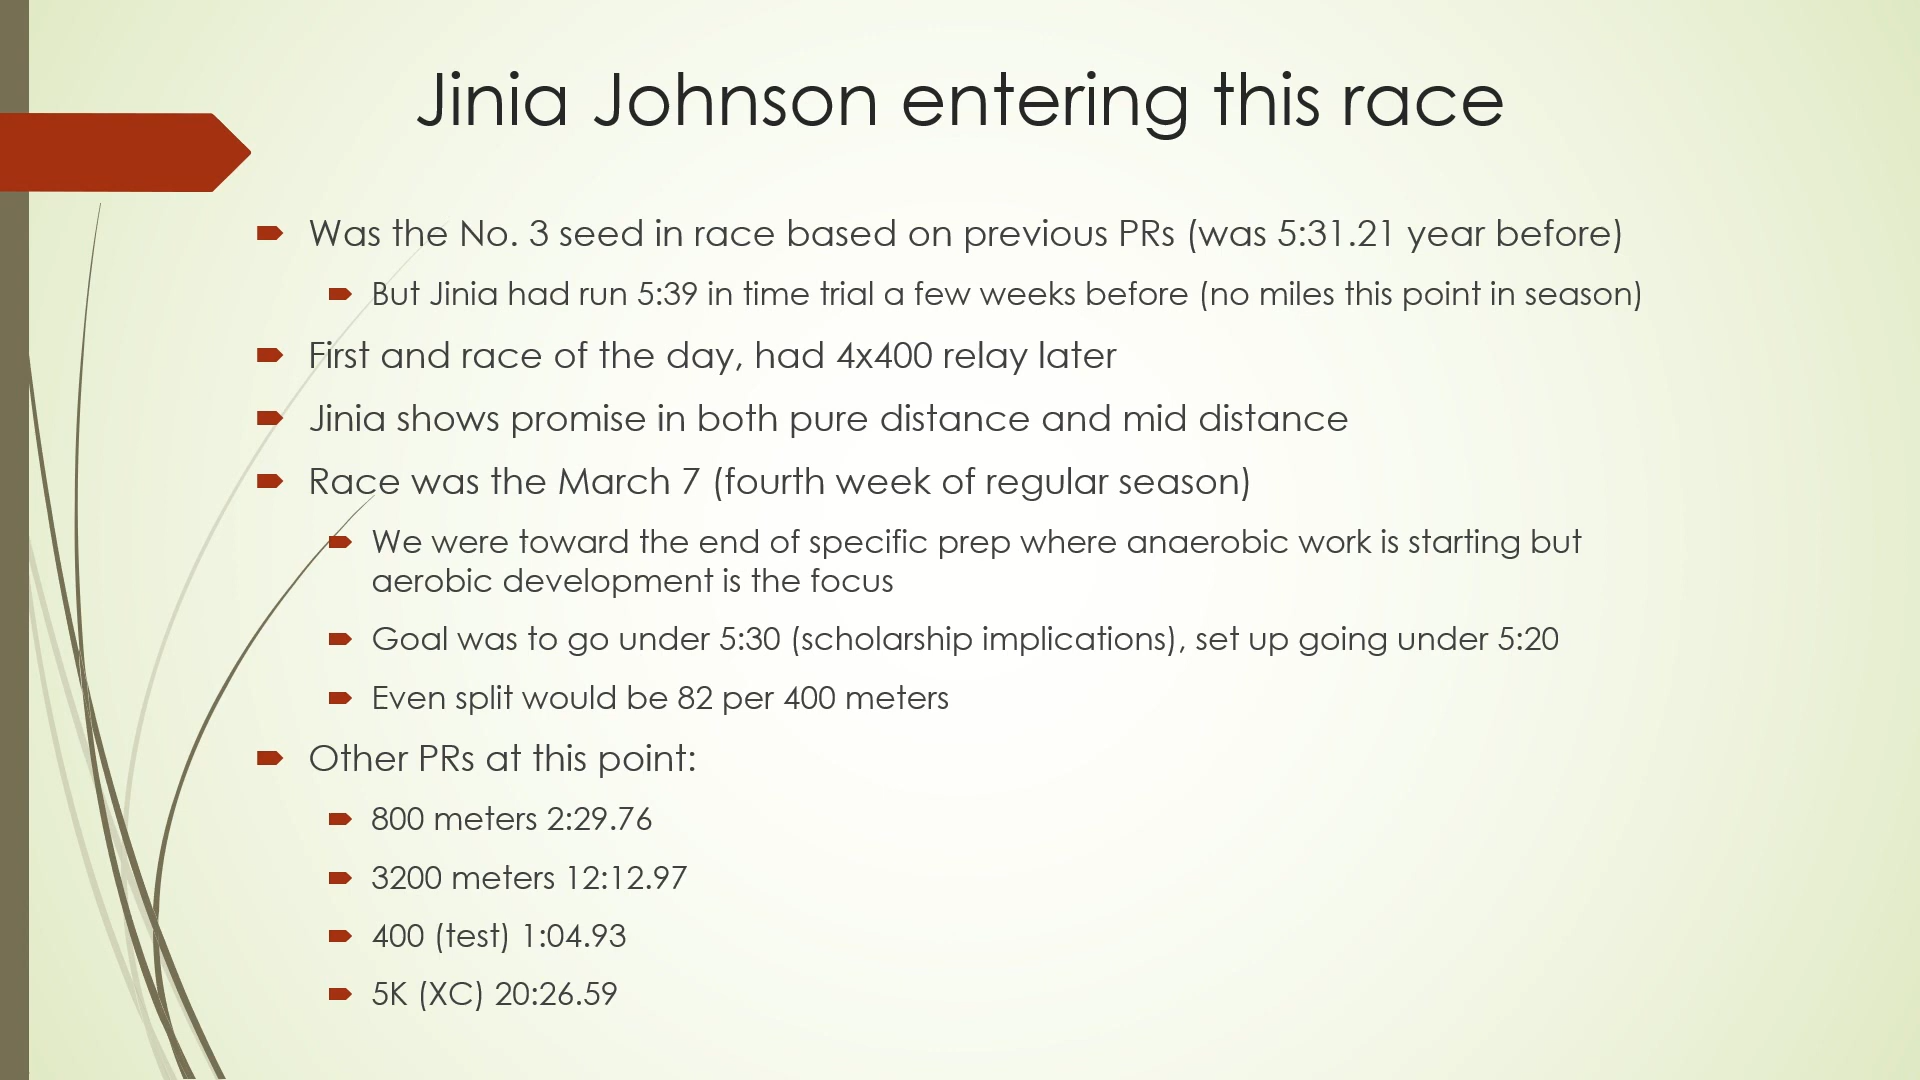 Jinia Johnson entering this race
Was the No. 3 seed in race based on previous PRs (was 5:31.21 year before)
But Jinia had run 5:39 in time trial a few weeks before (no miles this point in season)
First and race of the day, had 4x400 relay later
Jinia shows promise in both pure distance and mid distance
Race was the March 7 (fourth week of regular season)
We were toward the end of specific prep where anaerobic work is starting but
aerobic development is the focus
Goal was to go under 5:30 (scholarship implications), set up going under 5:20
Even split would be 82 per 400 meters
Other PRs at this point:
800 meters 2:29.76
3200 meters 12:12.97
400 (test) 1:04.93
5K (XC) 20:26.59